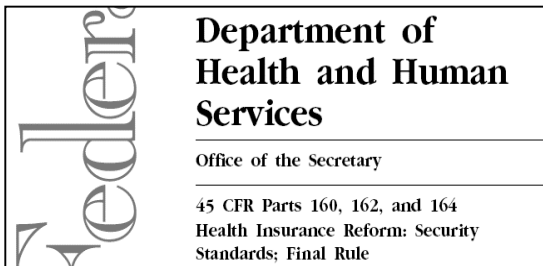 Feder
Department of
Health and Human
Services
Office of the Secretary
45 CFR Parts 160, 162, and 164
Health Insurance Reform: Security
Standards; Final Rule